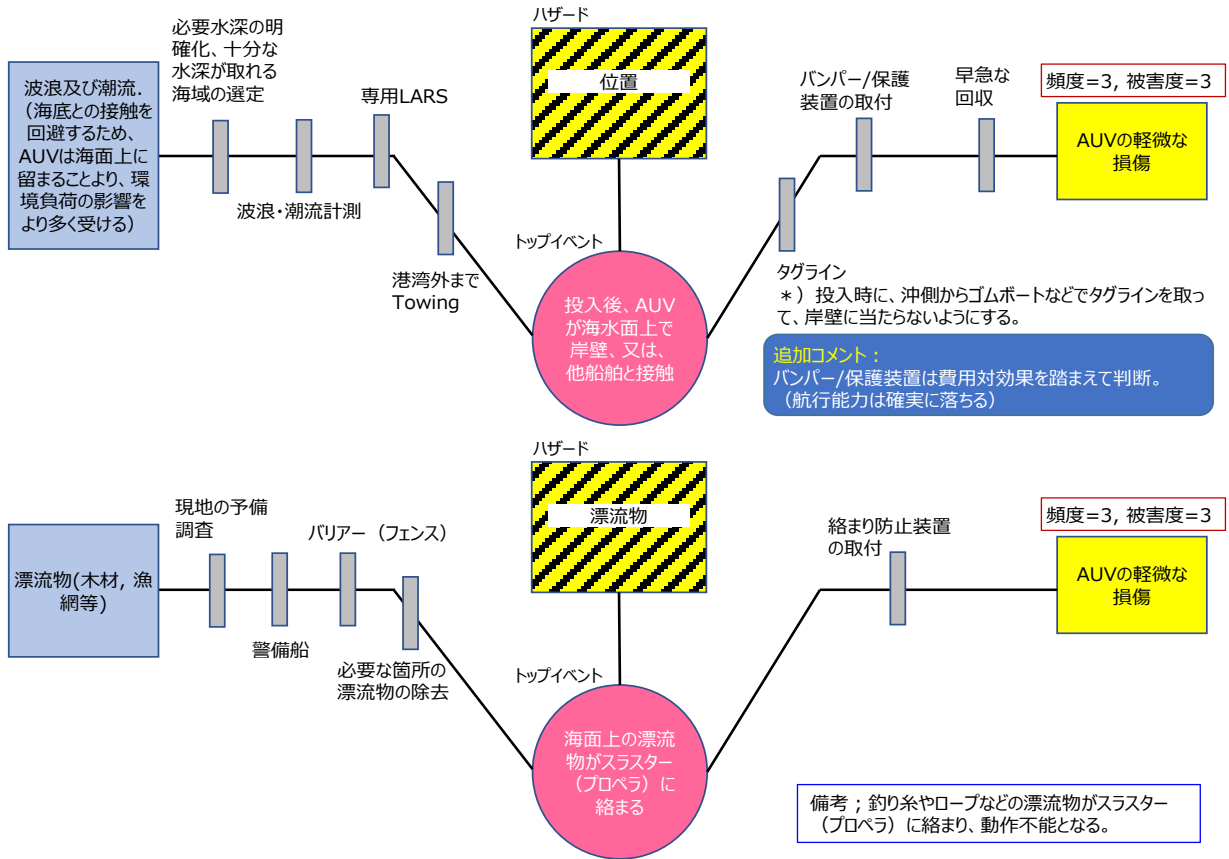 ハザード
位置
必要水深の明
確化、十分な
水深が取れる
海域の選定
波浪及び潮流.
（海底との接触を
回避するため、
AUVは海面上に
留まることより、環
境負荷の影響を
より多く受ける）
波浪・潮流計測
専用LARS
港湾外まで
Towing
トップイベント
投入後、AUV
が海水面上で
岸壁、又は、
他船舶と接触
バンパー/保護
装置の取付
早急な
回収
頻度=3, 被害度=3
AUVの軽微な
損傷
タグライン
＊）投入時に、沖側からゴムボートなどでタグラインを取っ
て、岸壁に当たらないようにする。
追加コメント：
バンパー/保護装置は費用対効果を踏まえて判断。
（航行能力は確実に落ちる）
ハザード
漂流物
現地の予備
調査
バリアー（フェンス）
漂流物(木材, 漁
網等)
警備船
必要な箇所の
漂流物の除去
トップイベント
海面上の漂流
物がスラスター
（プロペラ）に
絡まる
絡まり防止装置
の取付
頻度=3, 被害度=3
AUVの軽微な
損傷
備考；釣り糸やロープなどの漂流物がスラスター
（プロペラ）に絡まり、動作不能となる。